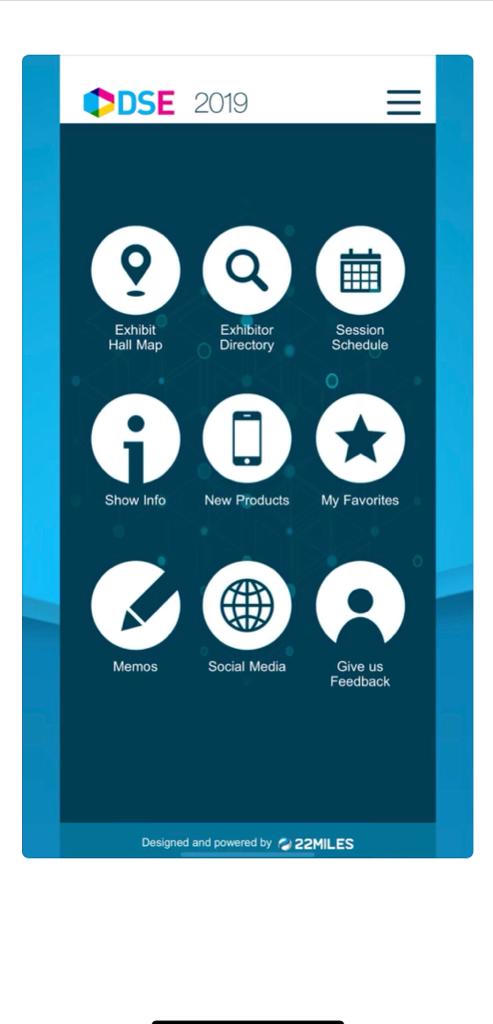 DSE 2019
Exhibit
Hall Map
Exhibitor
Directory
Session
Schedule
Show Info
New Products
My Favorites
Memos
Social Media
Give us
Feedback
Designed and powered by 22MILES